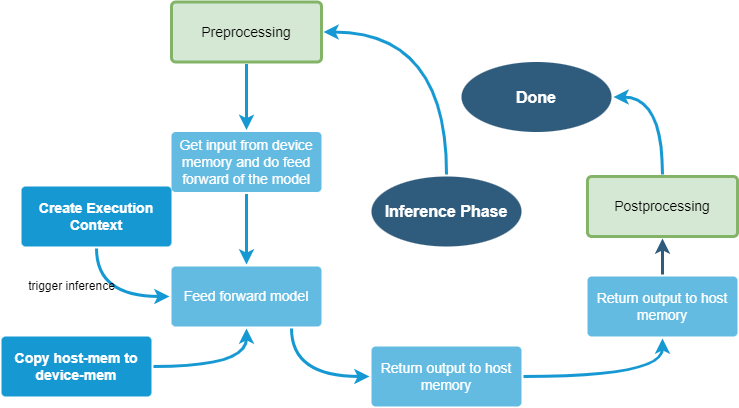 Preprocessing
Done
Get input from device
memory and do feed
forward of the model
Create Execution
Context
Inference Phase
Postprocessing
trigger inference
Feed forward model
Return output to host
memory
Copy host-mem to
device-mem
Return output to host
memory